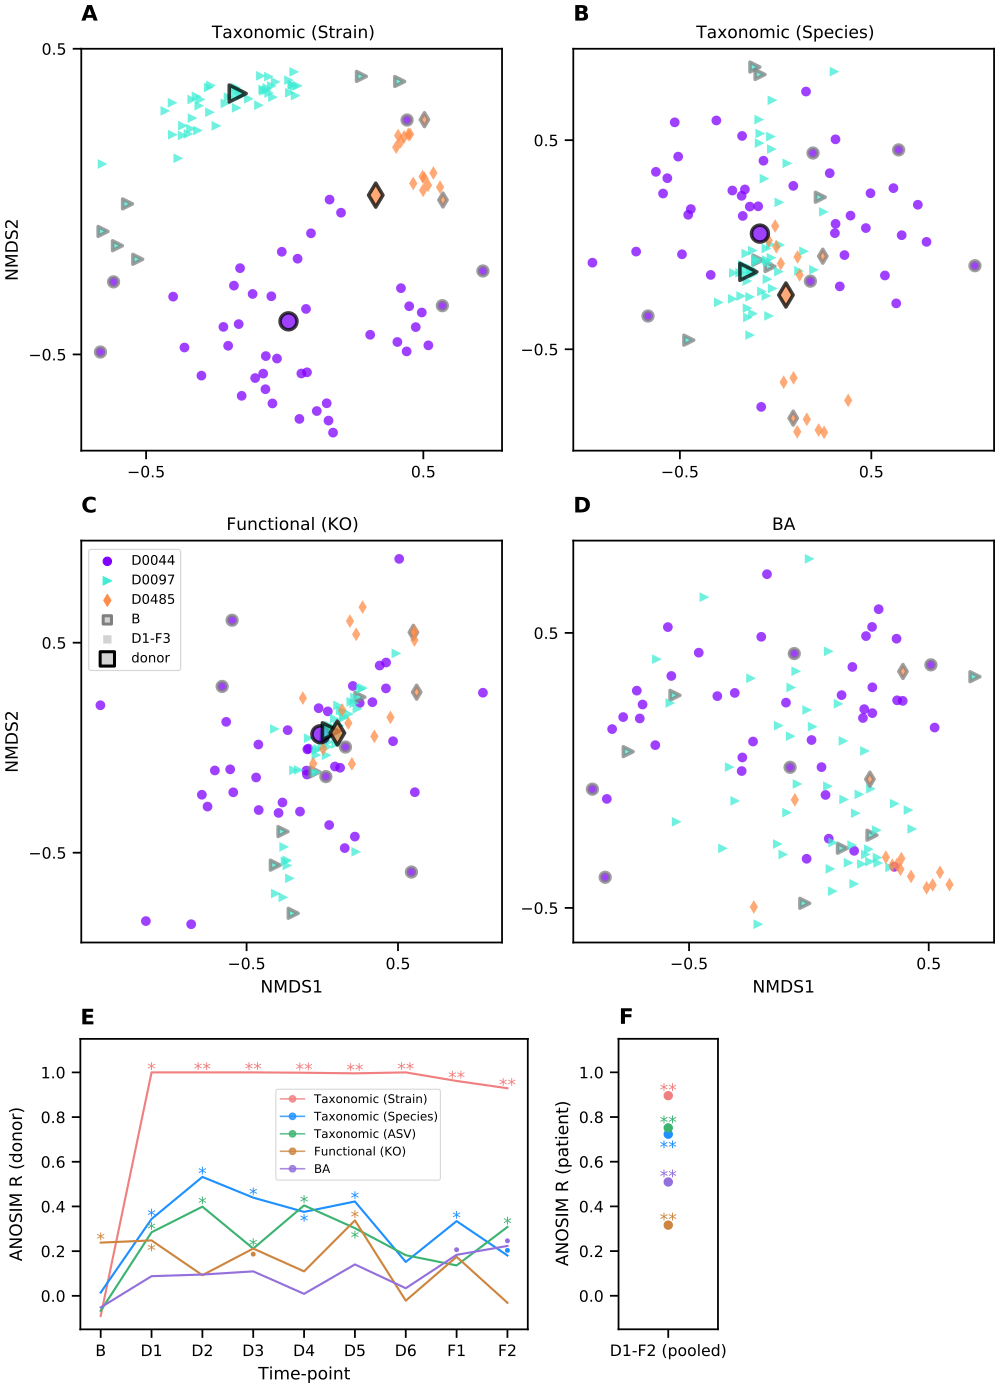 A
B
Taxonomic (Strain)
Taxonomic (Species)
0.5
−0.5
NMDS2
0.5
−0.5
−0.5
0.5
−0.5
0.5
C
D
Functional (KO)
BA
D0044
D0097
D0485
B
D1-F3
donor
0.5
−0.5
NMDS2
0.5
−0.5
−0.5
0.5
−0.5
0.5
NMDS1
NMDS1
E
F
1.0
0.8
0.6
0.4
0.2
0.0
ANOSIM R (donor)
Taxonomic (Strain)
Taxonomic (Species)
Taxonomic (ASV)
Functional (KO)
BA
* ** ** ** ** ** * **
* * * * * *
* * * * * *
* * *
B D1 D2 D3 D4 D5 D6 F1 F2
Time-point
1.0
0.8
0.6
0.4
0.2
0.0
ANOSIM R (patient)
**
**
**
**
**
D1-F2 (pooled)